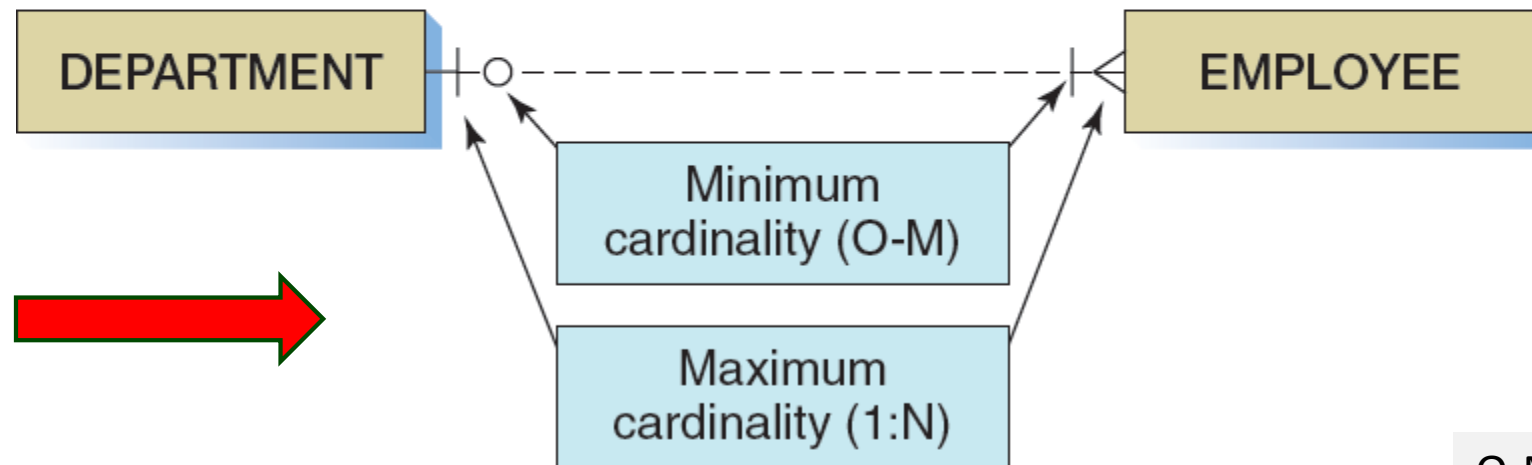 DEPARTMENT
EMPLOYEE
Minimum
cardinality (O-M)
Maximum
cardinality (1:N)